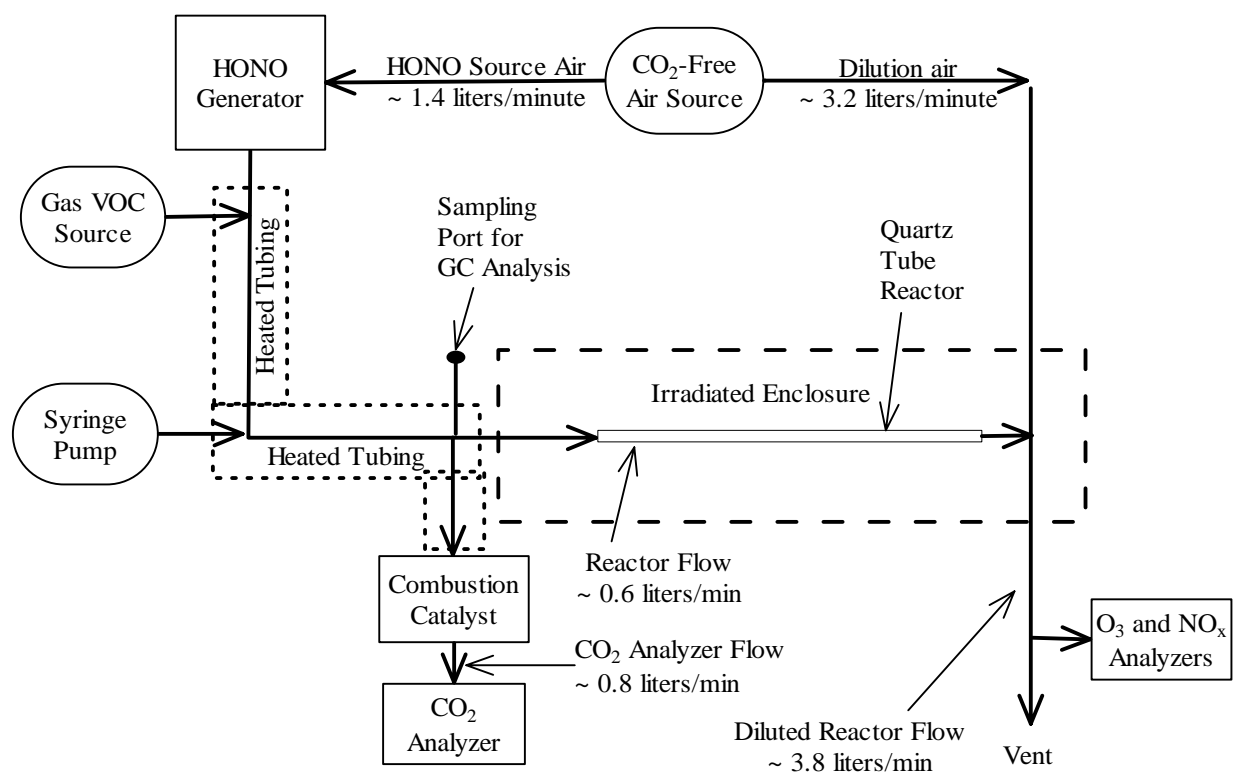 HONO
Generator
HONO Source Air
~ 1.4 liters/minute
CO₂-Free
Air Source
Dilution air
~ 3.2 liters/minute
Gas VOC
Source
Heated Tubing
Sampling
Port for
GC Analysis
Quartz
Tube
Reactor
Irradiated Enclosure
Syringe
Pump
Heated Tubing
Reactor Flow
~ 0.6 liters/min
Combustion
Catalyst
CO₂ Analyzer Flow
~ 0.8 liters/min
CO₂
Analyzer
O₃ and NOₓ
Analyzers
Diluted Reactor Flow
~ 3.8 liters/min
Vent